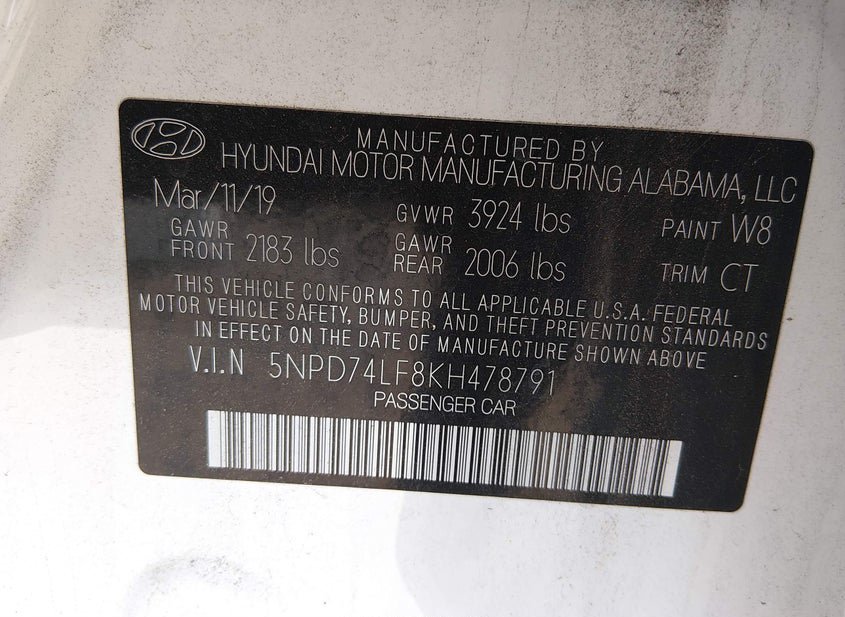 MANUFACTURED BY
HYUNDAI MOTOR MANUFACTURING ALABAMA, LLC
Mar/11/19 GVWR 3924 lbs PAINT W8
GAWR FRONT 2183 lbs GAWR REAR 2006 lbs TRIM CT
THIS VEHICLE CONFORMS TO ALL APPLICABLE U.S.A. FEDERAL
MOTOR VEHICLE SAFETY, BUMPER, AND THEFT PREVENTION STANDARDS
IN EFFECT ON THE DATE OF MANUFACTURE SHOWN ABOVE
V.I.N 5NPD74LF8KH478791
PASSENGER CAR